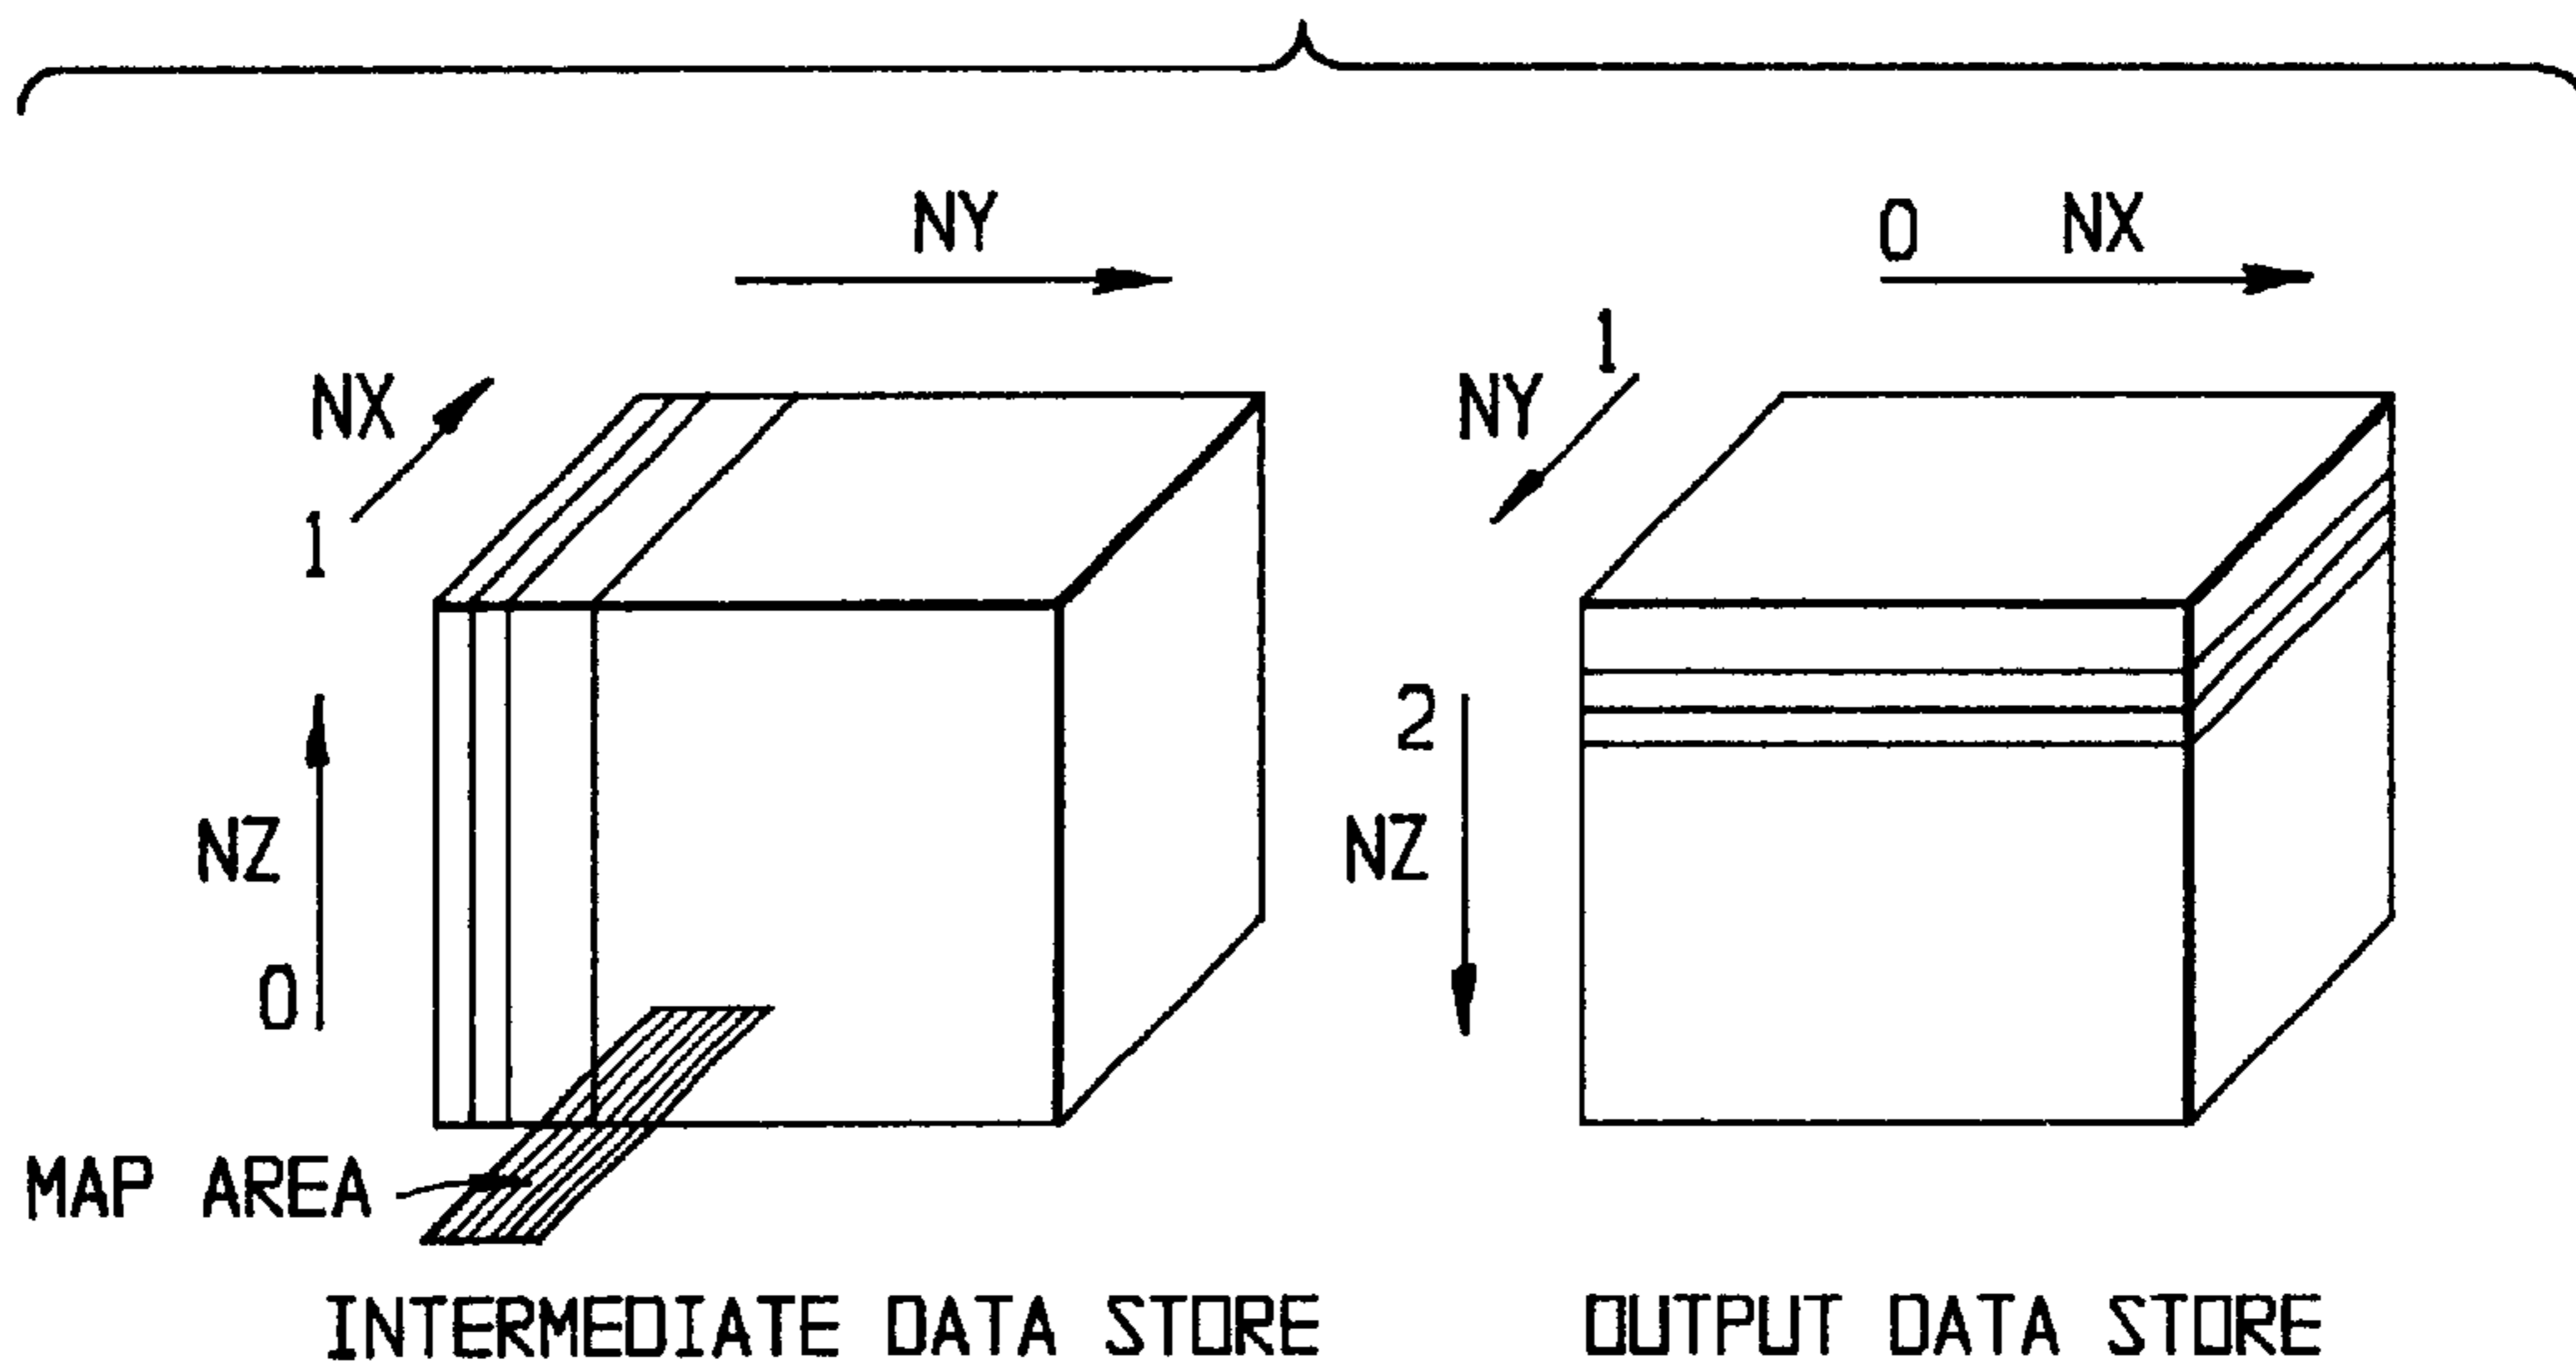 NY
0 NX
NX
1
NY
1
NZ
0
2
NZ
MAP AREA
INTERMEDIATE DATA STORE
OUTPUT DATA STORE